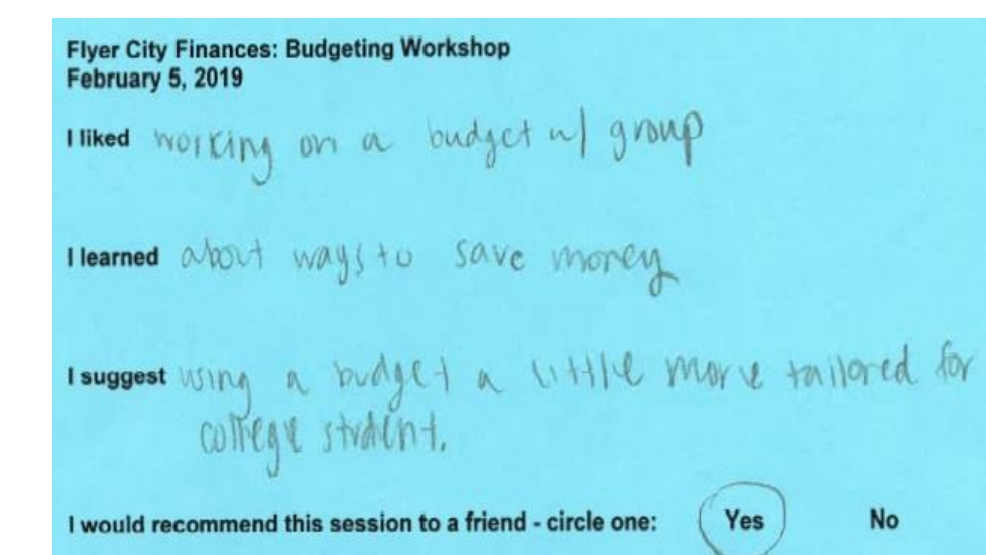 Flyer City Finances: Budgeting Workshop
February 5, 2019
I liked working on a budget w/ group
I learned about ways to save money
I suggest using a budget a little more tailored for
college student.
I would recommend this session to a friend - circle one: Yes No